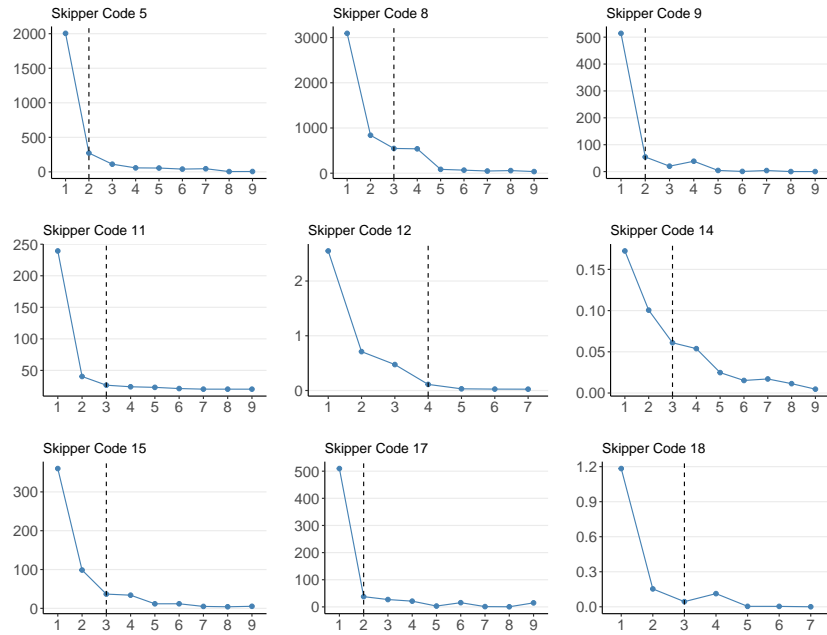 Skipper Code 5
2000
1500
1000
500
0
1 2 3 4 5 6 7 8 9
Skipper Code 8
3000
2000
1000
0
1 2 3 4 5 6 7 8 9
Skipper Code 9
500
400
300
200
100
0
1 2 3 4 5 6 7 8 9
Skipper Code 11
250
200
150
100
50
1 2 3 4 5 6 7 8 9
Skipper Code 12
2
1
0
1 2 3 4 5 6 7
Skipper Code 14
0.15
0.10
0.05
0.00
1 2 3 4 5 6 7 8 9
Skipper Code 15
300
200
100
0
1 2 3 4 5 6 7 8 9
Skipper Code 17
500
400
300
200
100
0
1 2 3 4 5 6 7 8 9
Skipper Code 18
1.2
0.9
0.6
0.3
0.0
1 2 3 4 5 6 7